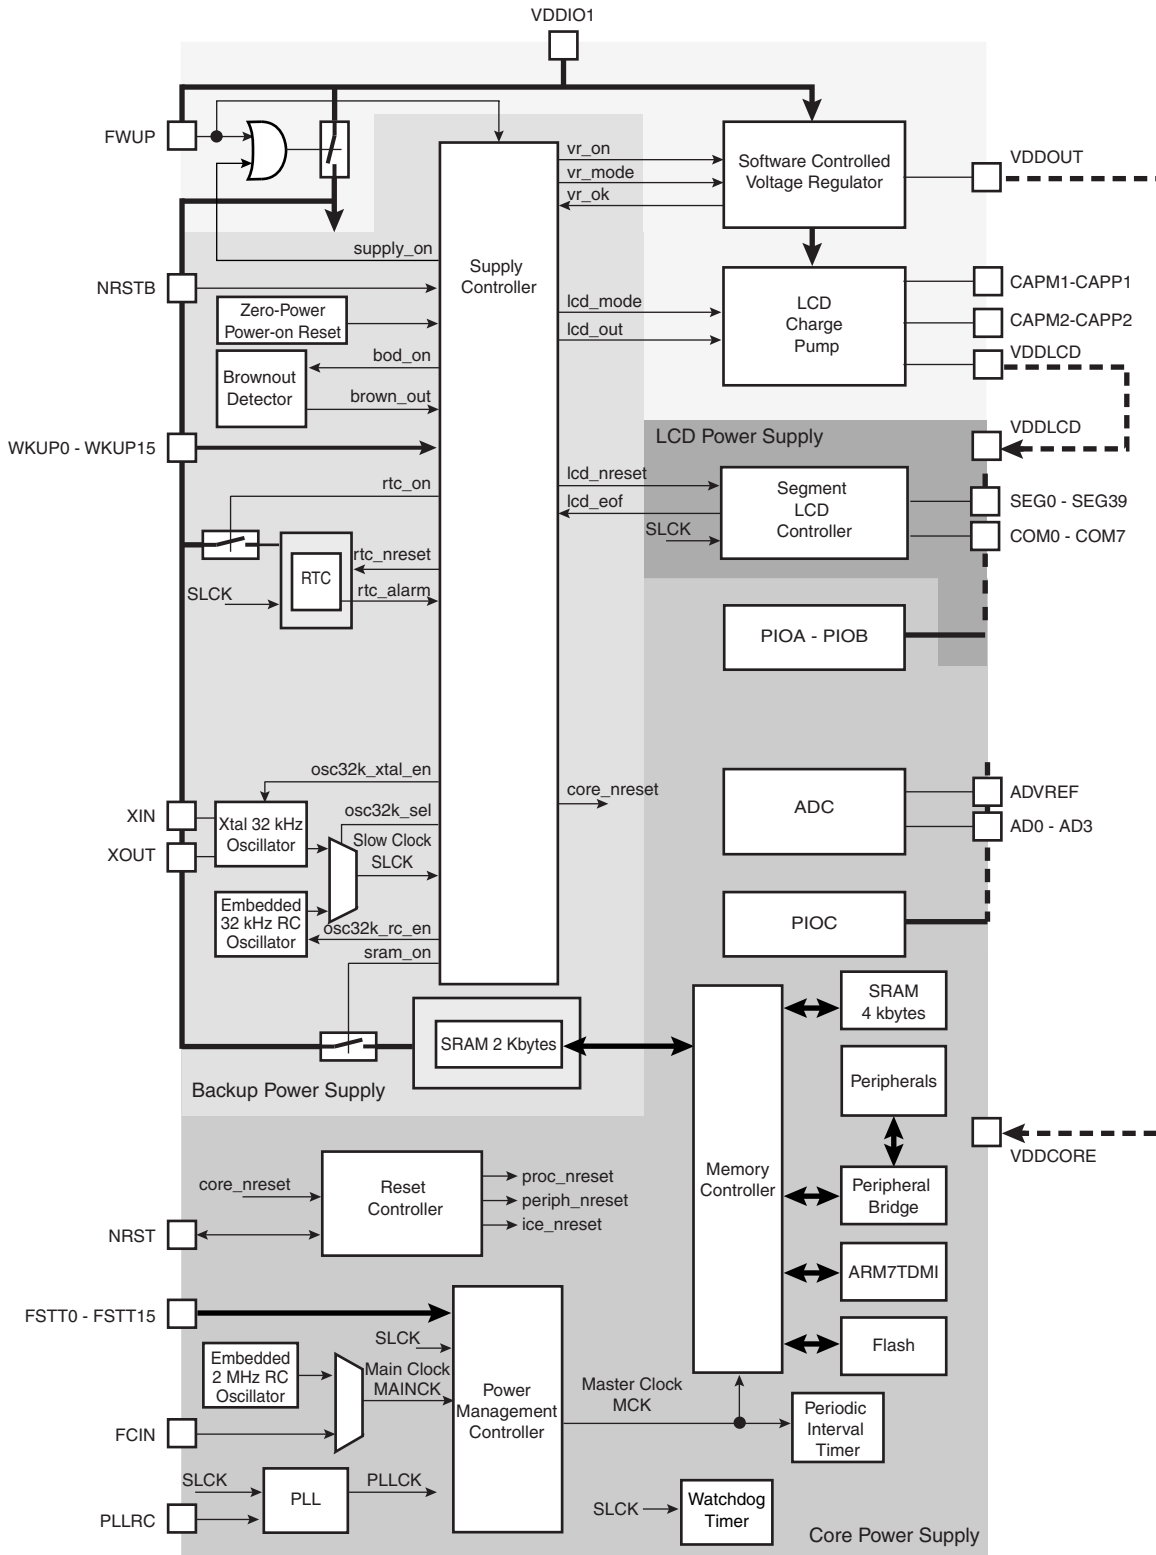 VDDIO1
FWUP
Software Controlled
Voltage Regulator
VDDOUT
vr_on
vr_mode
vr_ok
supply_on
Supply
Controller
NRSTB
Zero-Power
Power-on Reset
bod_on
Brownout
Detector
brown_out
lcd_mode
lcd_out
LCD
Charge
Pump
CAPM1-CAPP1
CAPM2-CAPP2
VDDLCD
VDDLCD
LCD Power Supply
WKUP0 - WKUP15
rtc_on
lcd_nreset
lcd_eof
SLCK
Segment
LCD
Controller
SEG0 - SEG39
COM0 - COM7
rtc_nreset
RTC
SLCK
rtc_alarm
PIOA - PIOB
osc32k_xtal_en
XIN
XOUT
Xtal 32 kHz
Oscillator
osc32k_sel
Slow Clock
SLCK
core_nreset
ADC
ADVREF
AD0 - AD3
Embedded
32 kHz RC
Oscillator
osc32k_rc_en
sram_on
PIOC
SRAM 2 Kbytes
Backup Power Supply
SRAM
4 kbytes
Peripherals
Memory
Controller
Peripheral
Bridge
VDDCORE
core_nreset
Reset
Controller
proc_nreset
periph_nreset
ice_nreset
NRST
ARM7TDMI
FSTT0 - FSTT15
SLCK
Flash
Embedded
2 MHz RC
Oscillator
Main Clock
MAINCK
Power
Management
Controller
Master Clock
MCK
Periodic
Interval
Timer
FCIN
SLCK
PLL
PLLCK
PLLRC
SLCK
Watchdog
Timer
Core Power Supply